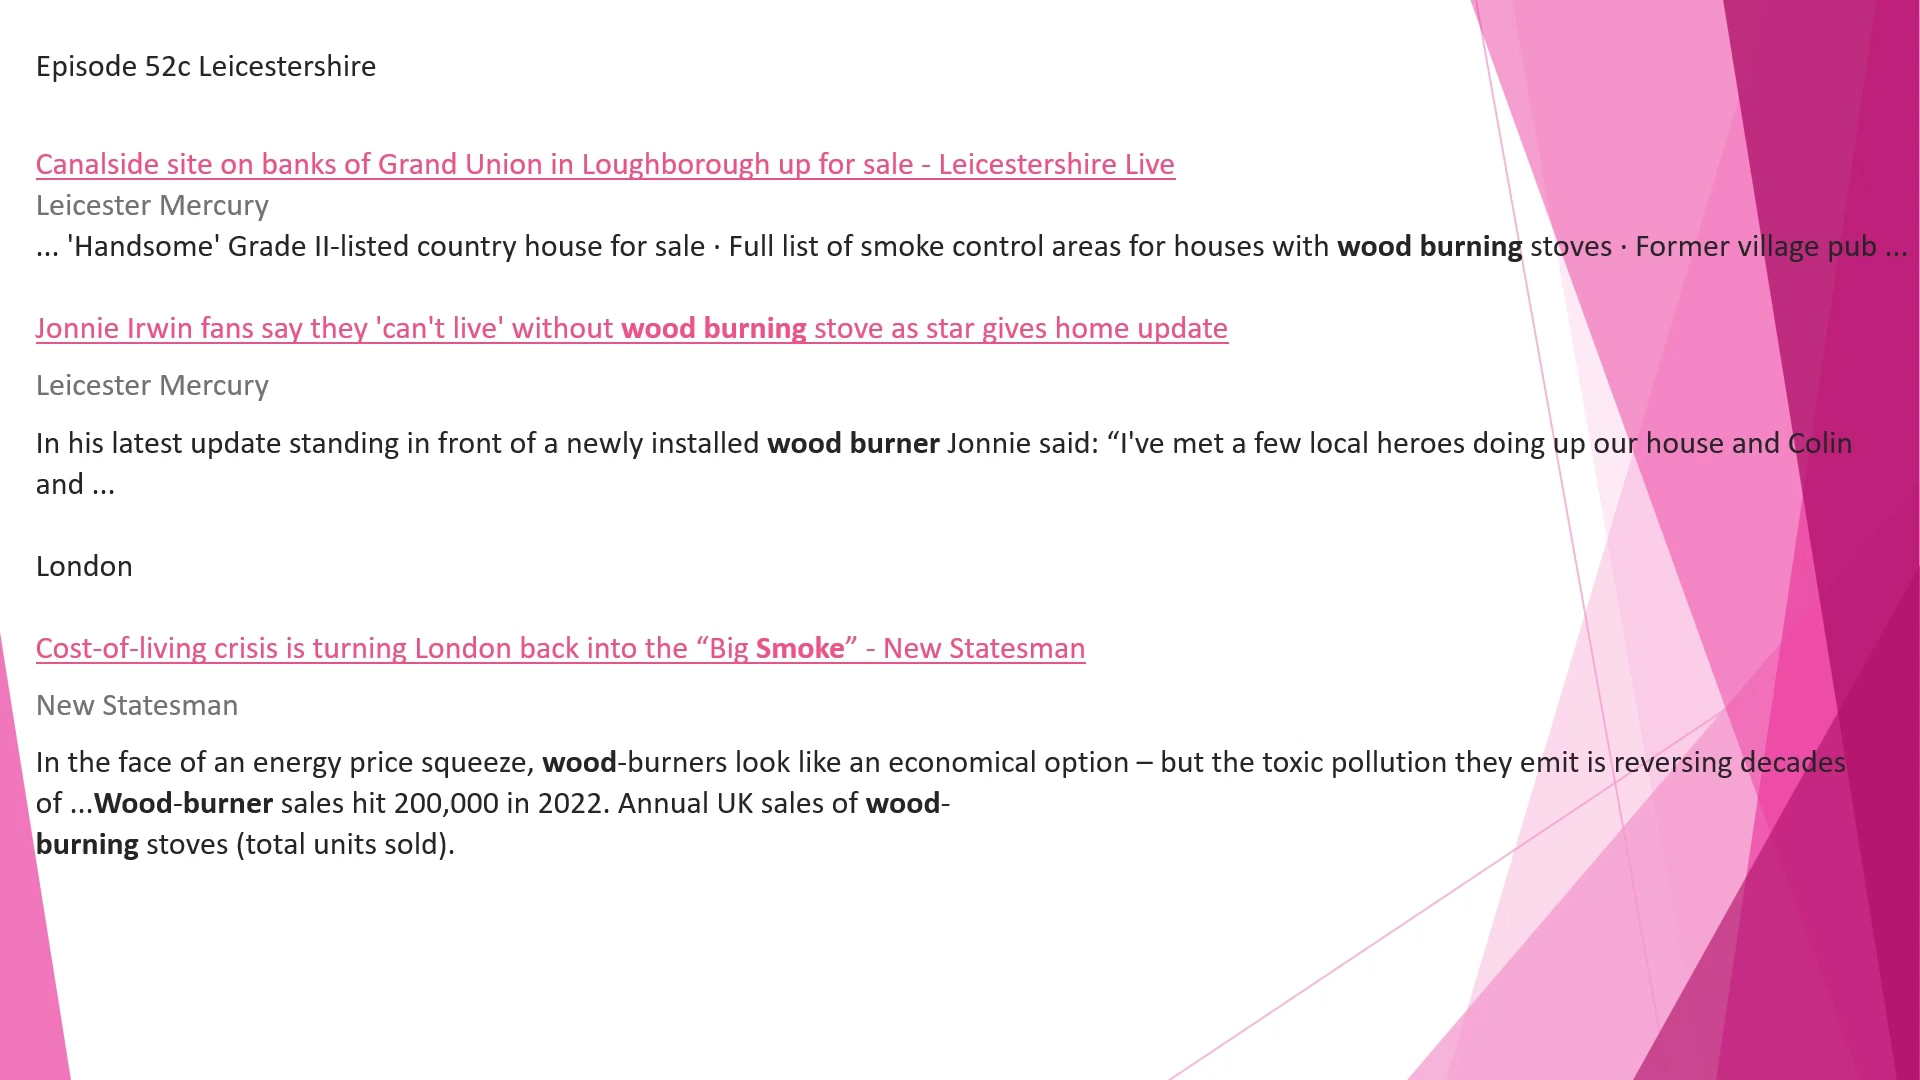 Episode 52c Leicestershire
Canalside site on banks of Grand Union in Loughborough up for sale - Leicestershire Live
Leicester Mercury
... 'Handsome' Grade II-listed country house for sale · Full list of smoke control areas for houses with wood burning stoves · Former village pub ...
Jonnie Irwin fans say they 'can't live' without wood burning stove as star gives home update
Leicester Mercury
In his latest update standing in front of a newly installed wood burner Jonnie said: “I've met a few local heroes doing up our house and Colin
and ...
London
Cost-of-living crisis is turning London back into the “Big Smoke” - New Statesman
New Statesman
In the face of an energy price squeeze, wood-burners look like an economical option – but the toxic pollution they emit is reversing decades
of ...Wood-burner sales hit 200,000 in 2022. Annual UK sales of wood-
burning stoves (total units sold).